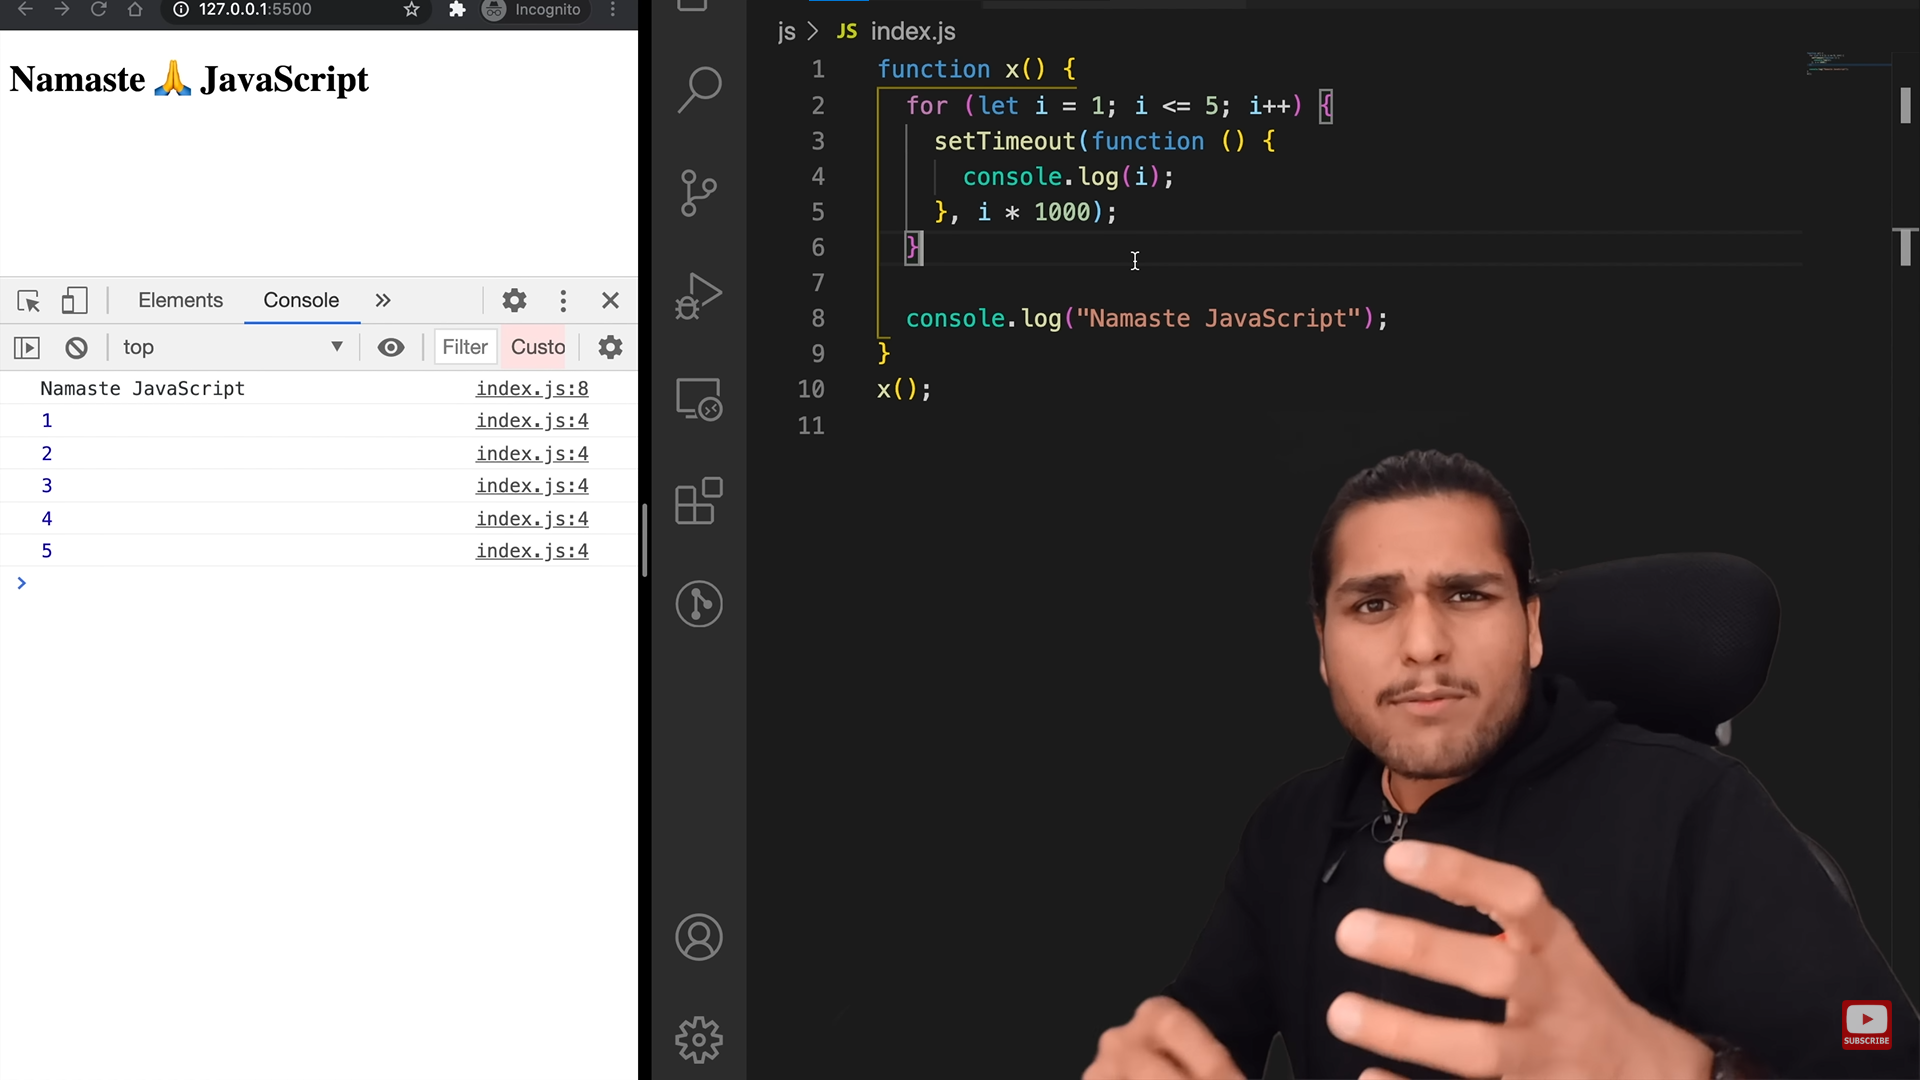 127.0.0.1:5500
Incognito
Namaste 🙏 JavaScript
Elements
Console
top
Filter
Custo
Namaste JavaScript index.js:8
1 index.js:4
2 index.js:4
3 index.js:4
4 index.js:4
5 index.js:4
js > JS index.js
1 function x() {
2 for (let i = 1; i <= 5; i++) {
3 setTimeout(function () {
4 console.log(i);
5 }, i * 1000);
6 }
7
8 console.log("Namaste JavaScript");
9 }
10 x();
11
SUBSCRIBE